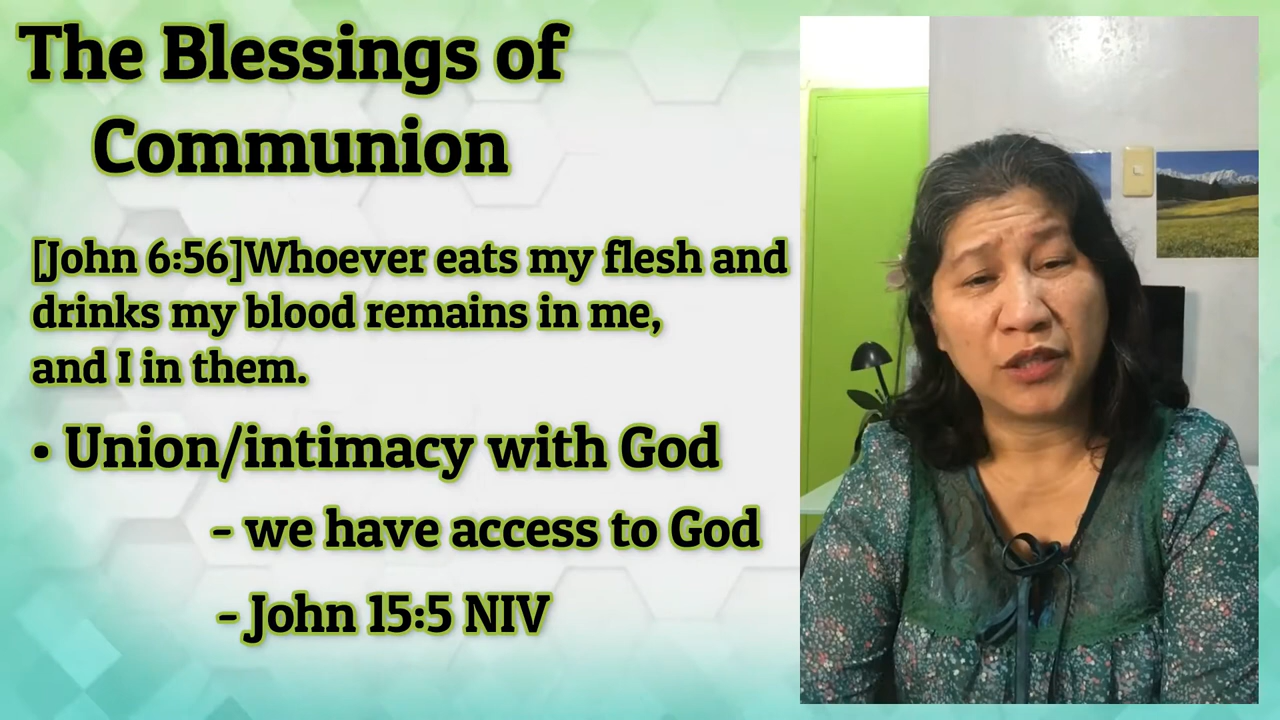 The Blessings of
Communion
[John 6:56]Whoever eats my flesh and
drinks my blood remains in me,
and I in them.
• Union/intimacy with God
- we have access to God
- John 15:5 NIV